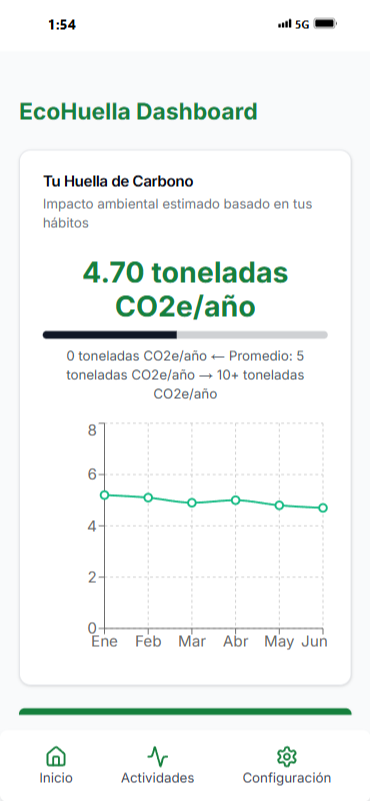 1:54
5G
EcoHuella Dashboard
Tu Huella de Carbono
Impacto ambiental estimado basado en tus
hábitos
4.70 toneladas
CO2e/año
0 toneladas CO2e/año ← Promedio: 5
toneladas CO2e/año → 10+ toneladas
CO2e/año
8
6
4
2
0
Ene Feb Mar Abr May Jun
Inicio Actividades Configuración